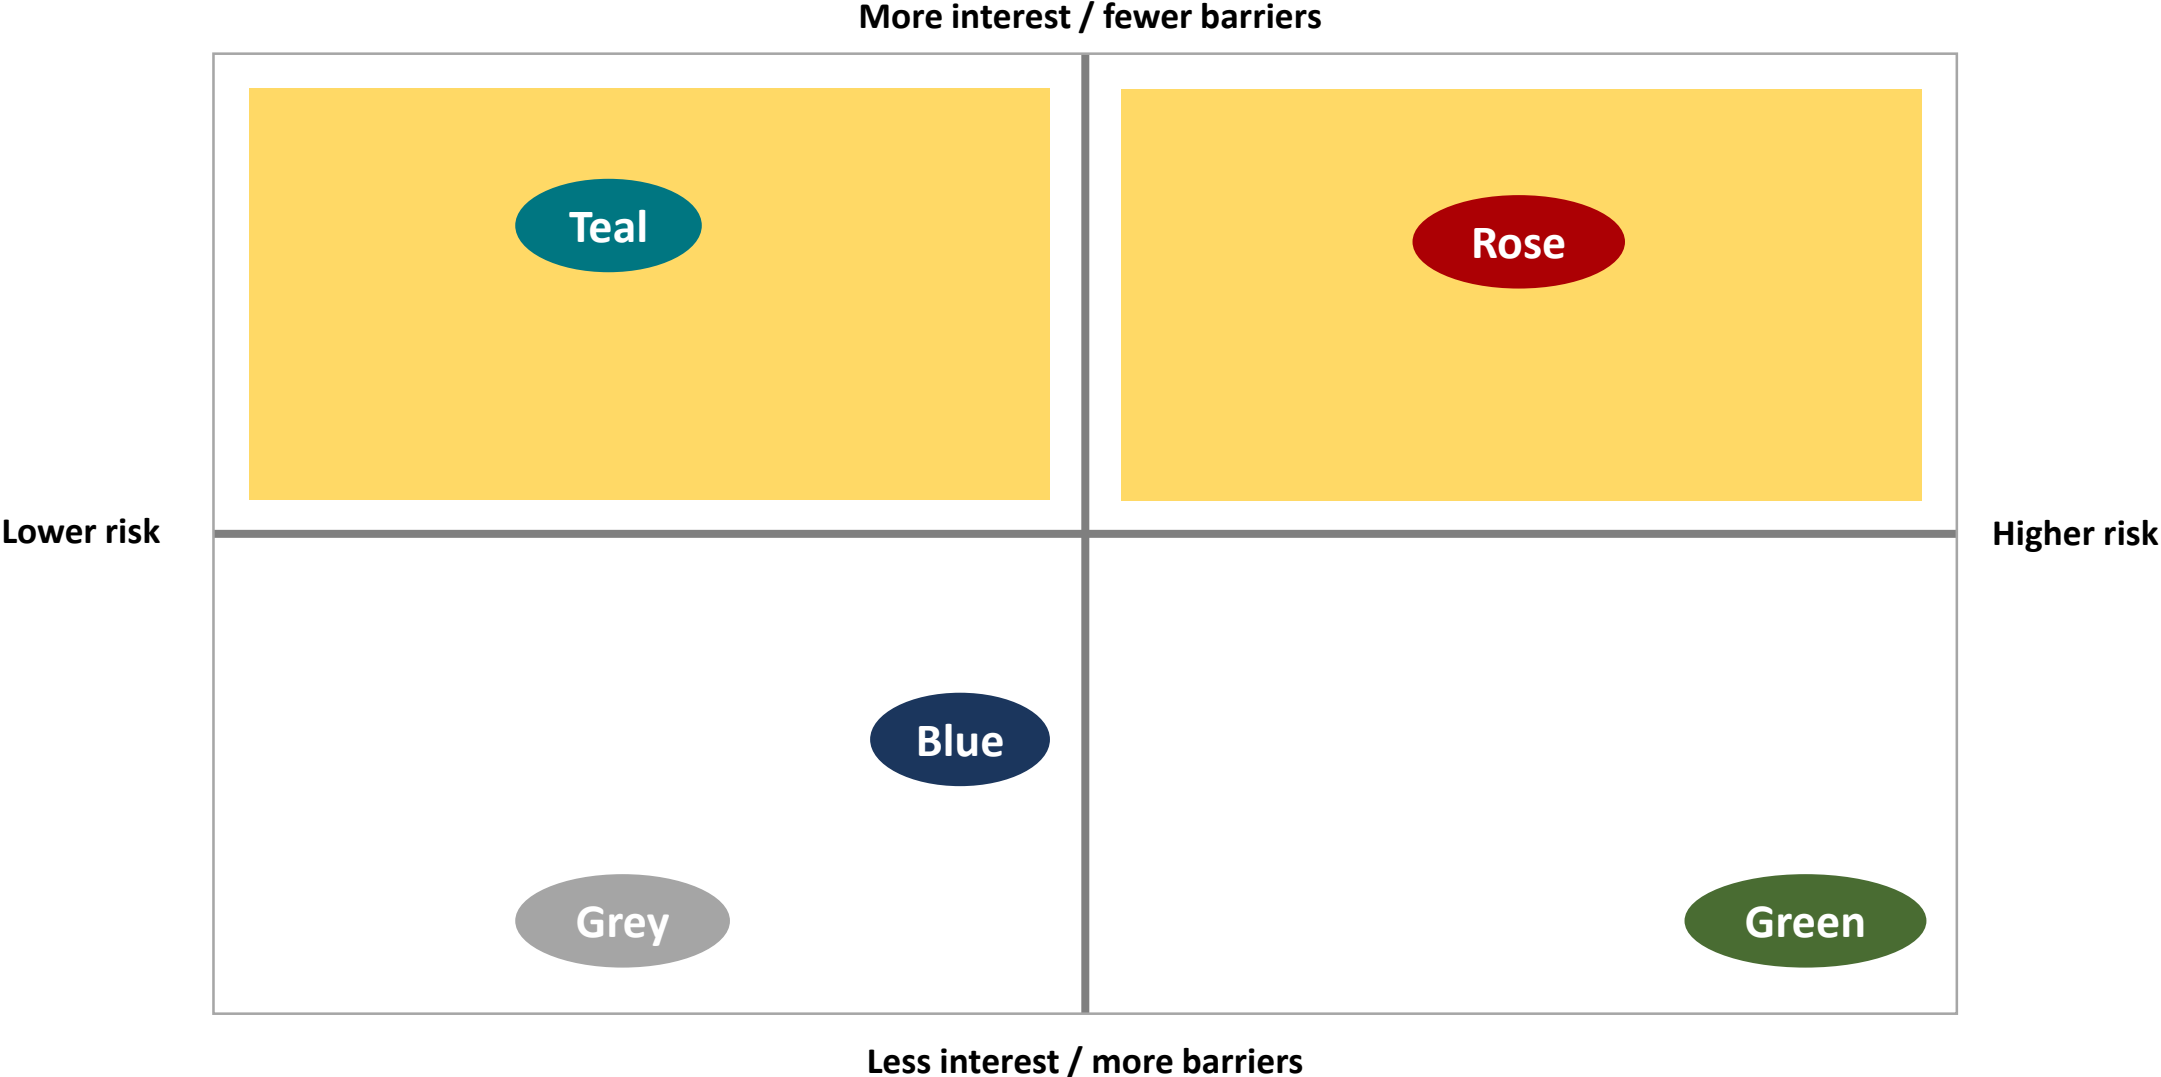 More interest / fewer barriers
Teal
Rose
Lower risk
Higher risk
Blue
Grey
Green
Less interest / more barriers